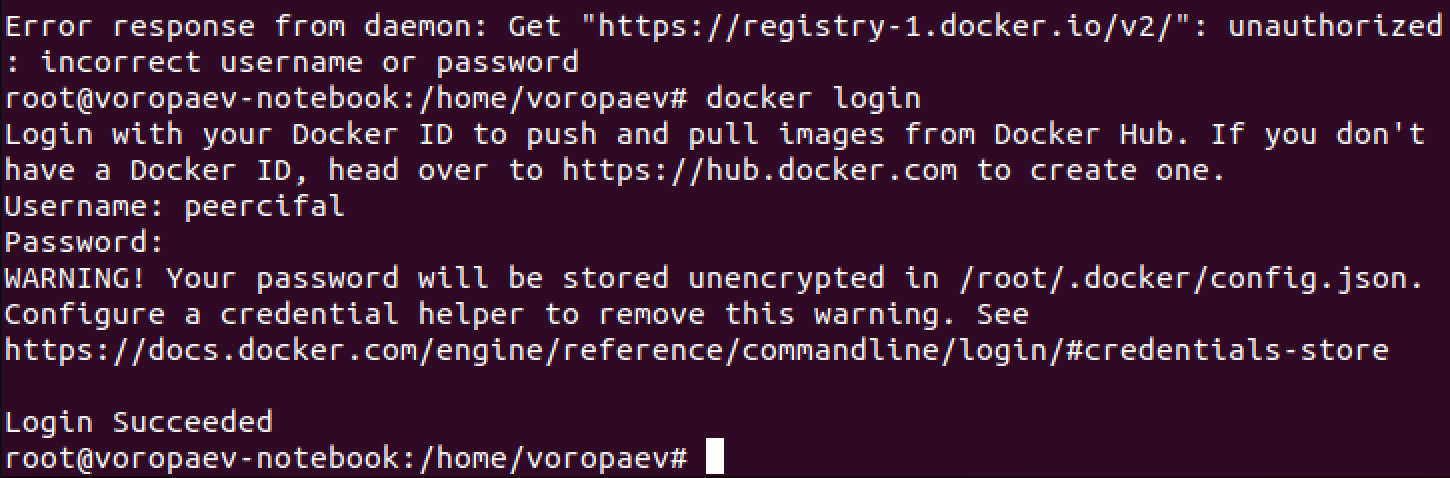 Error response from daemon: Get "https://registry-1.docker.io/v2/": unauthorized
: incorrect username or password
root@voropaev-notebook:/home/voropaev# docker login
Login with your Docker ID to push and pull images from Docker Hub. If you don't
have a Docker ID, head over to https://hub.docker.com to create one.
Username: peercifal
Password:
WARNING! Your password will be stored unencrypted in /root/.docker/config.json.
Configure a credential helper to remove this warning. See
https://docs.docker.com/engine/reference/commandline/login/#credentials-store
Login Succeeded
root@voropaev-notebook:/home/voropaev#